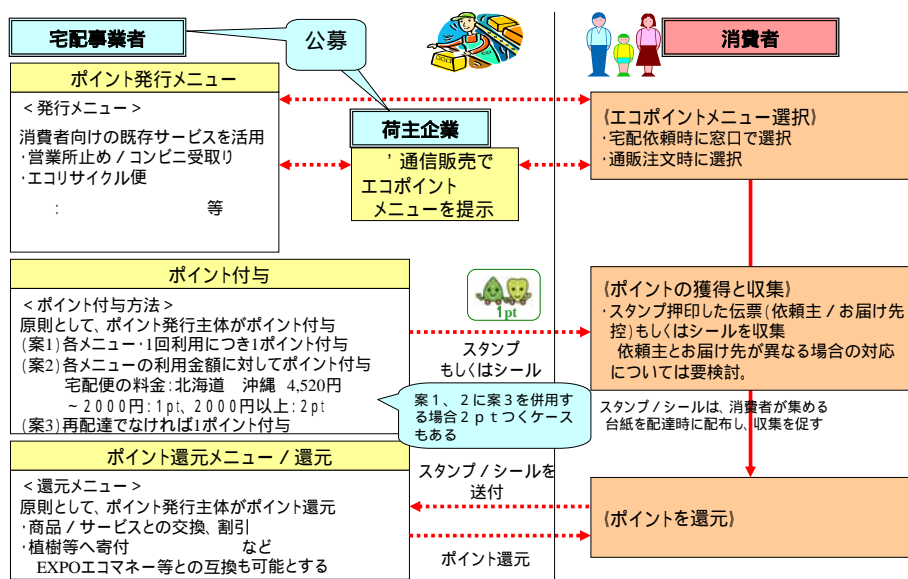 宅配事業者
公募
消費者
ポイント発行メニュー
<発行メニュー>
消費者向けの既存サービスを活用
・営業所止め/コンビニ受取り
・エコリサイクル便
: 等
荷主企業
’通信販売で
エコポイント
メニューを提示
(エコポイントメニュー選択)
・宅配依頼時に窓口で選択
・通販注文時に選択
ポイント付与
<ポイント付与方法>
原則として、ポイント発行主体がポイント付与
(案1)各メニュー・1回利用につき1ポイント付与
(案2)各メニューの利用金額に対してポイント付与
宅配便の料金:北海道 沖縄 4,520円
~2000円:1pt、2000円以上:2pt
(案3)再配達でなければ1ポイント付与
1pt
スタンプ
もしくはシール
案1、2に案3を併用す
る場合2ptつくケース
もある
(ポイントの獲得と収集)
・スタンプ押印した伝票(依頼主/お届け先
控)もしくはシールを収集
依頼主とお届け先が異なる場合の対応
については要検討。
スタンプ/シールは、消費者が集める
台紙を配達時に配布し、収集を促す
ポイント還元メニュー/還元
<還元メニュー>
原則として、ポイント発行主体がポイント還元
・商品/サービスとの交換、割引
・植樹等へ寄付 など
EXPOエコマネー等との互換も可能とする
スタンプ/シールを
送付
ポイント還元
(ポイントを還元)